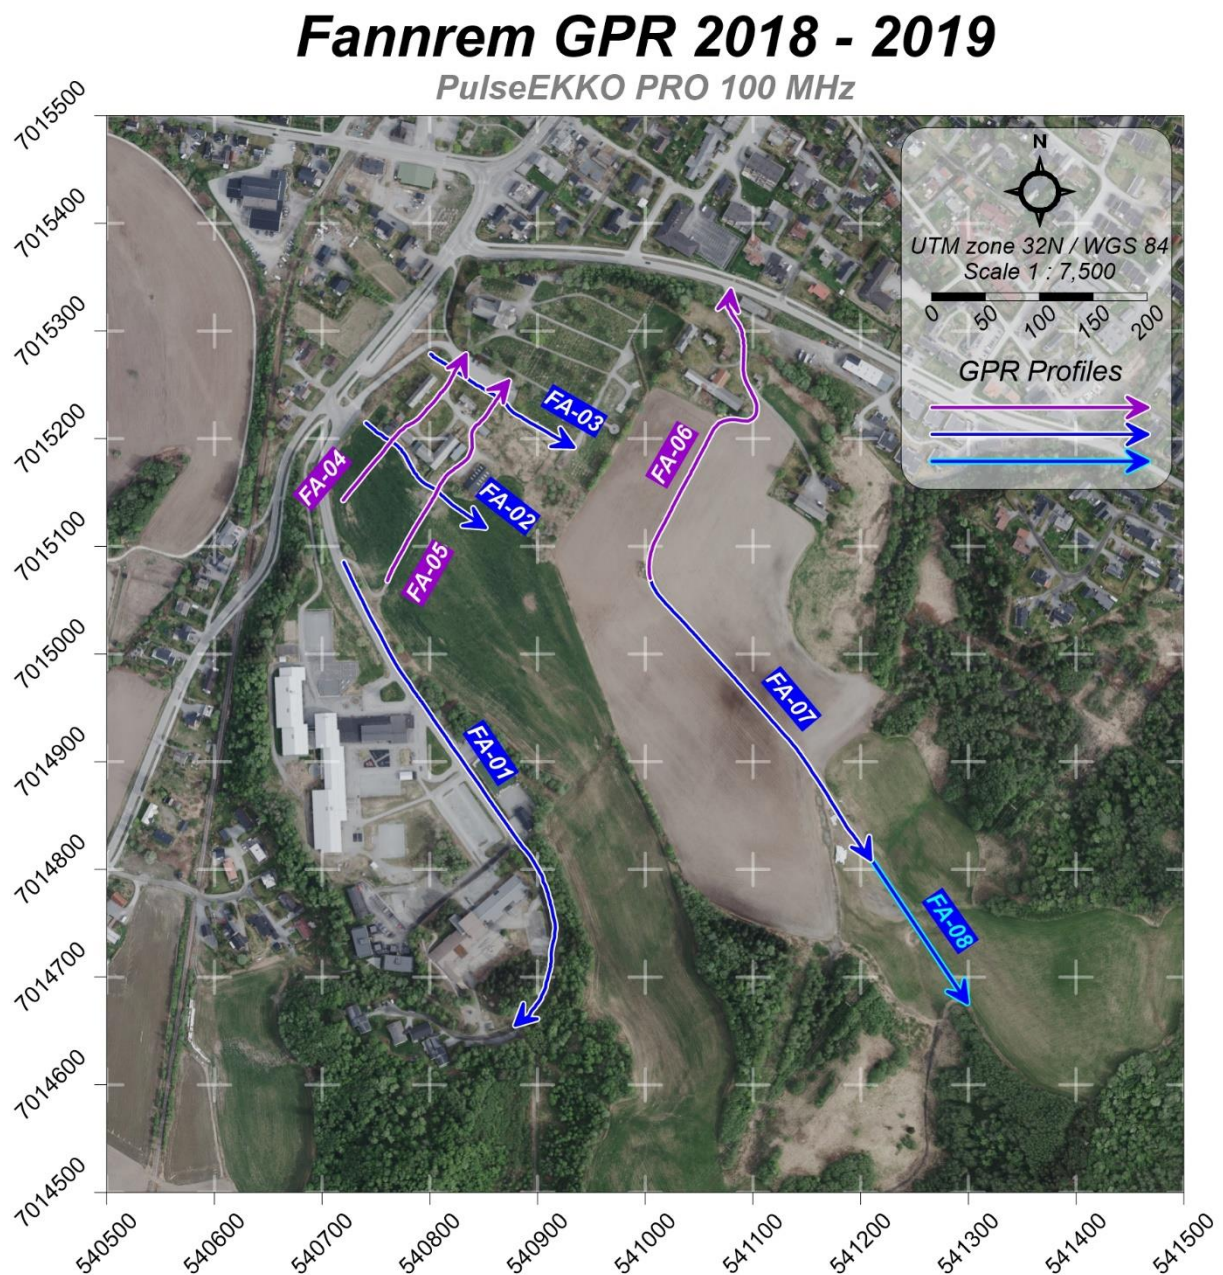 Fannrem GPR 2018 - 2019
PulseEKKO PRO 100 MHz
7015500
7015400
7015300
7015200
7015100
7015000
7014900
7014800
7014700
7014600
7014500
N
UTM zone 32N / WGS 84
Scale 1 : 7,500
0 50 100 150 200
GPR Profiles
FA-03
FA-04
FA-02
FA-05
FA-06
FA-07
FA-01
FA-08
540500 540600 540700 540800 540900 541000 541100 541200 541300 541400 541500